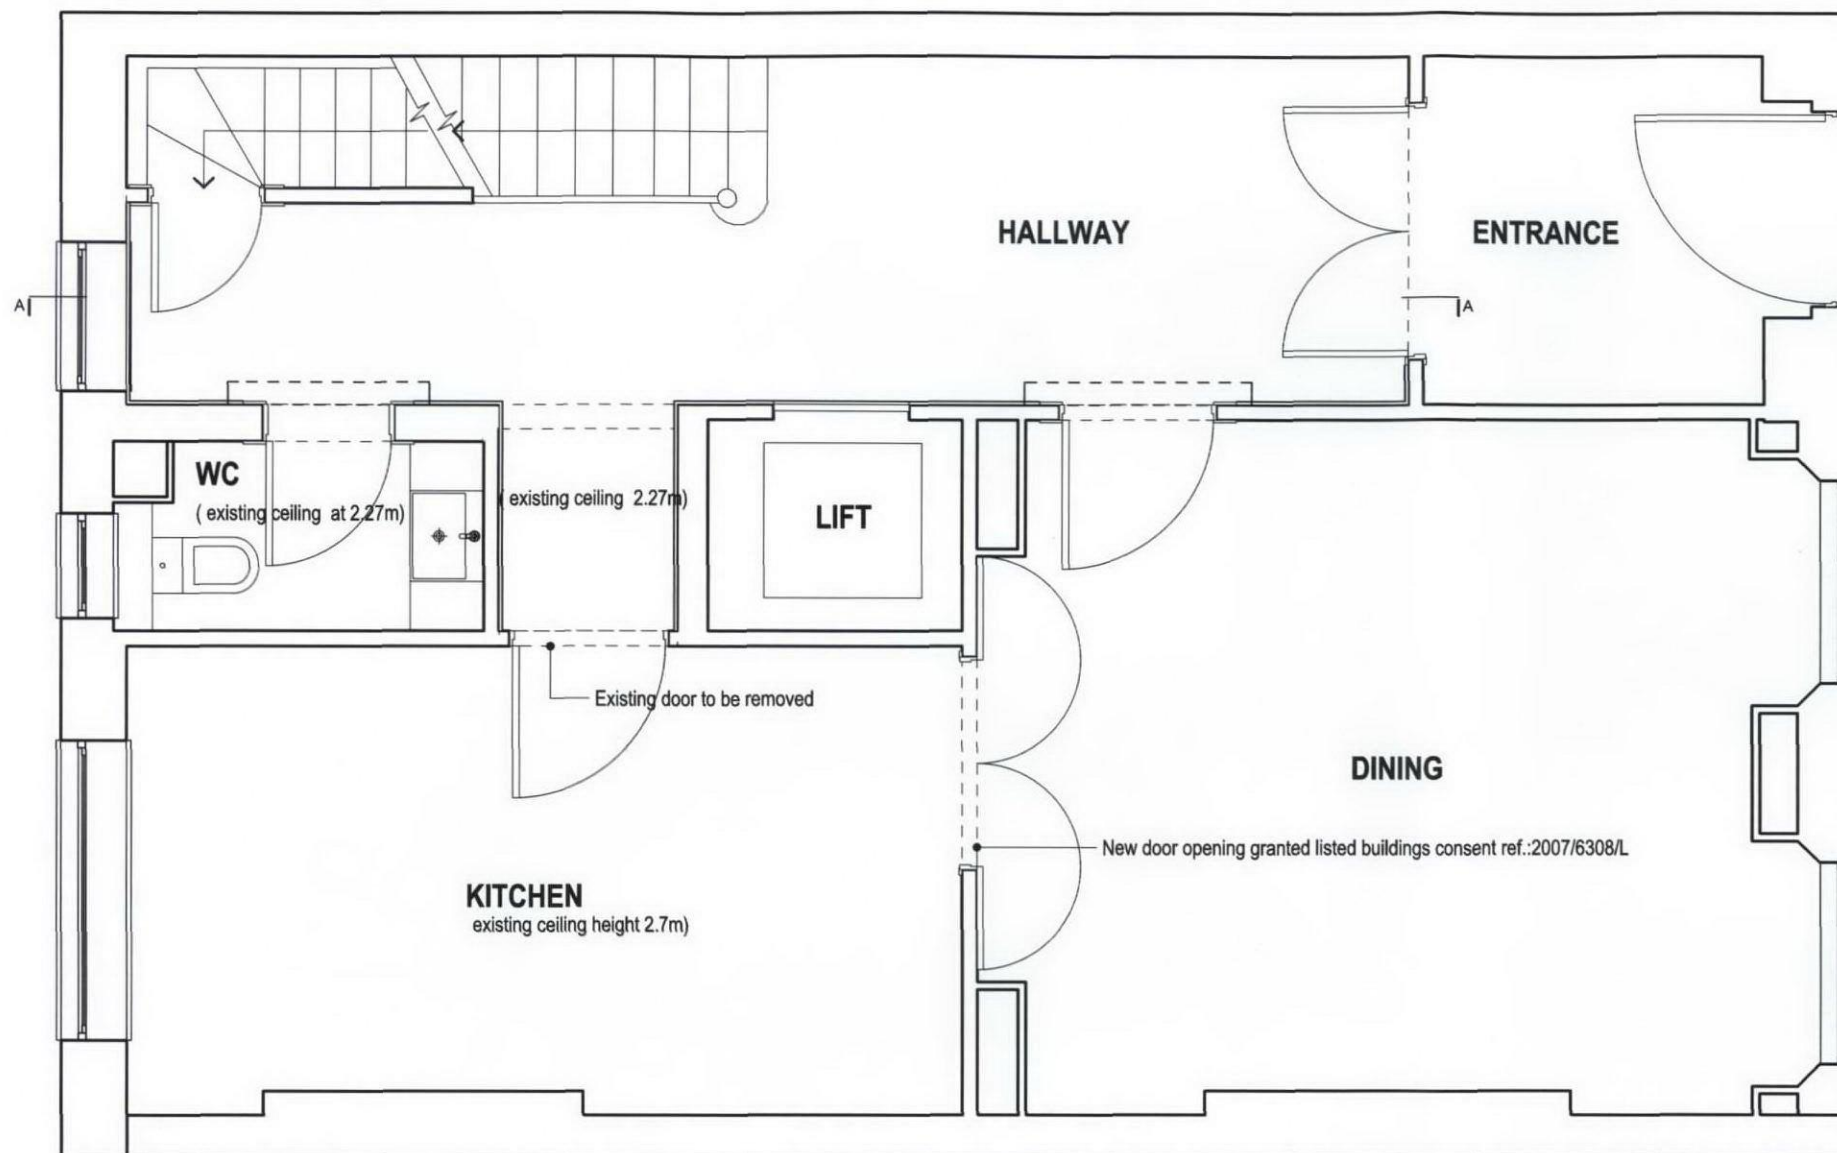 HALLWAY
ENTRANCE
A
A
WC
( existing ceiling at 2.27m)
( existing ceiling 2.27m)
LIFT
Existing door to be removed
DINING
New door opening granted listed buildings consent ref.:2007/6308/L
KITCHEN
existing ceiling height 2.7m)